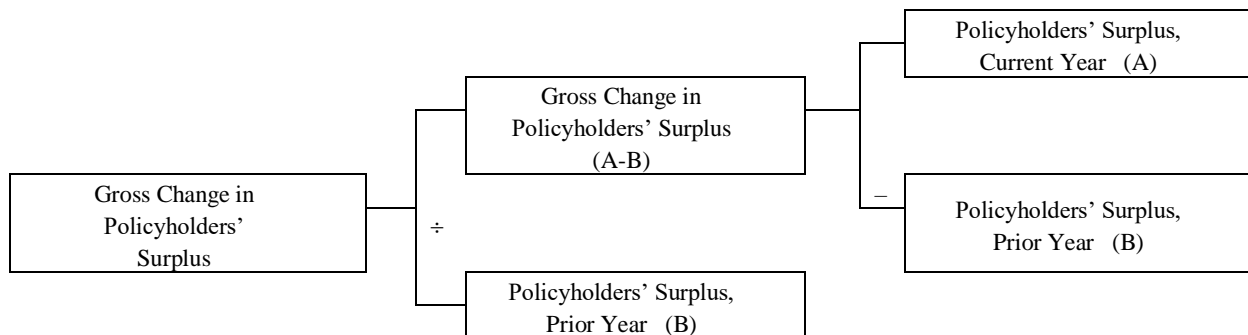 Gross Change in
Policyholders’
Surplus
÷
Gross Change in
Policyholders’ Surplus
(A-B)
Policyholders’ Surplus,
Prior Year (B)
–
Policyholders’ Surplus,
Current Year (A)
Policyholders’ Surplus,
Prior Year (B)